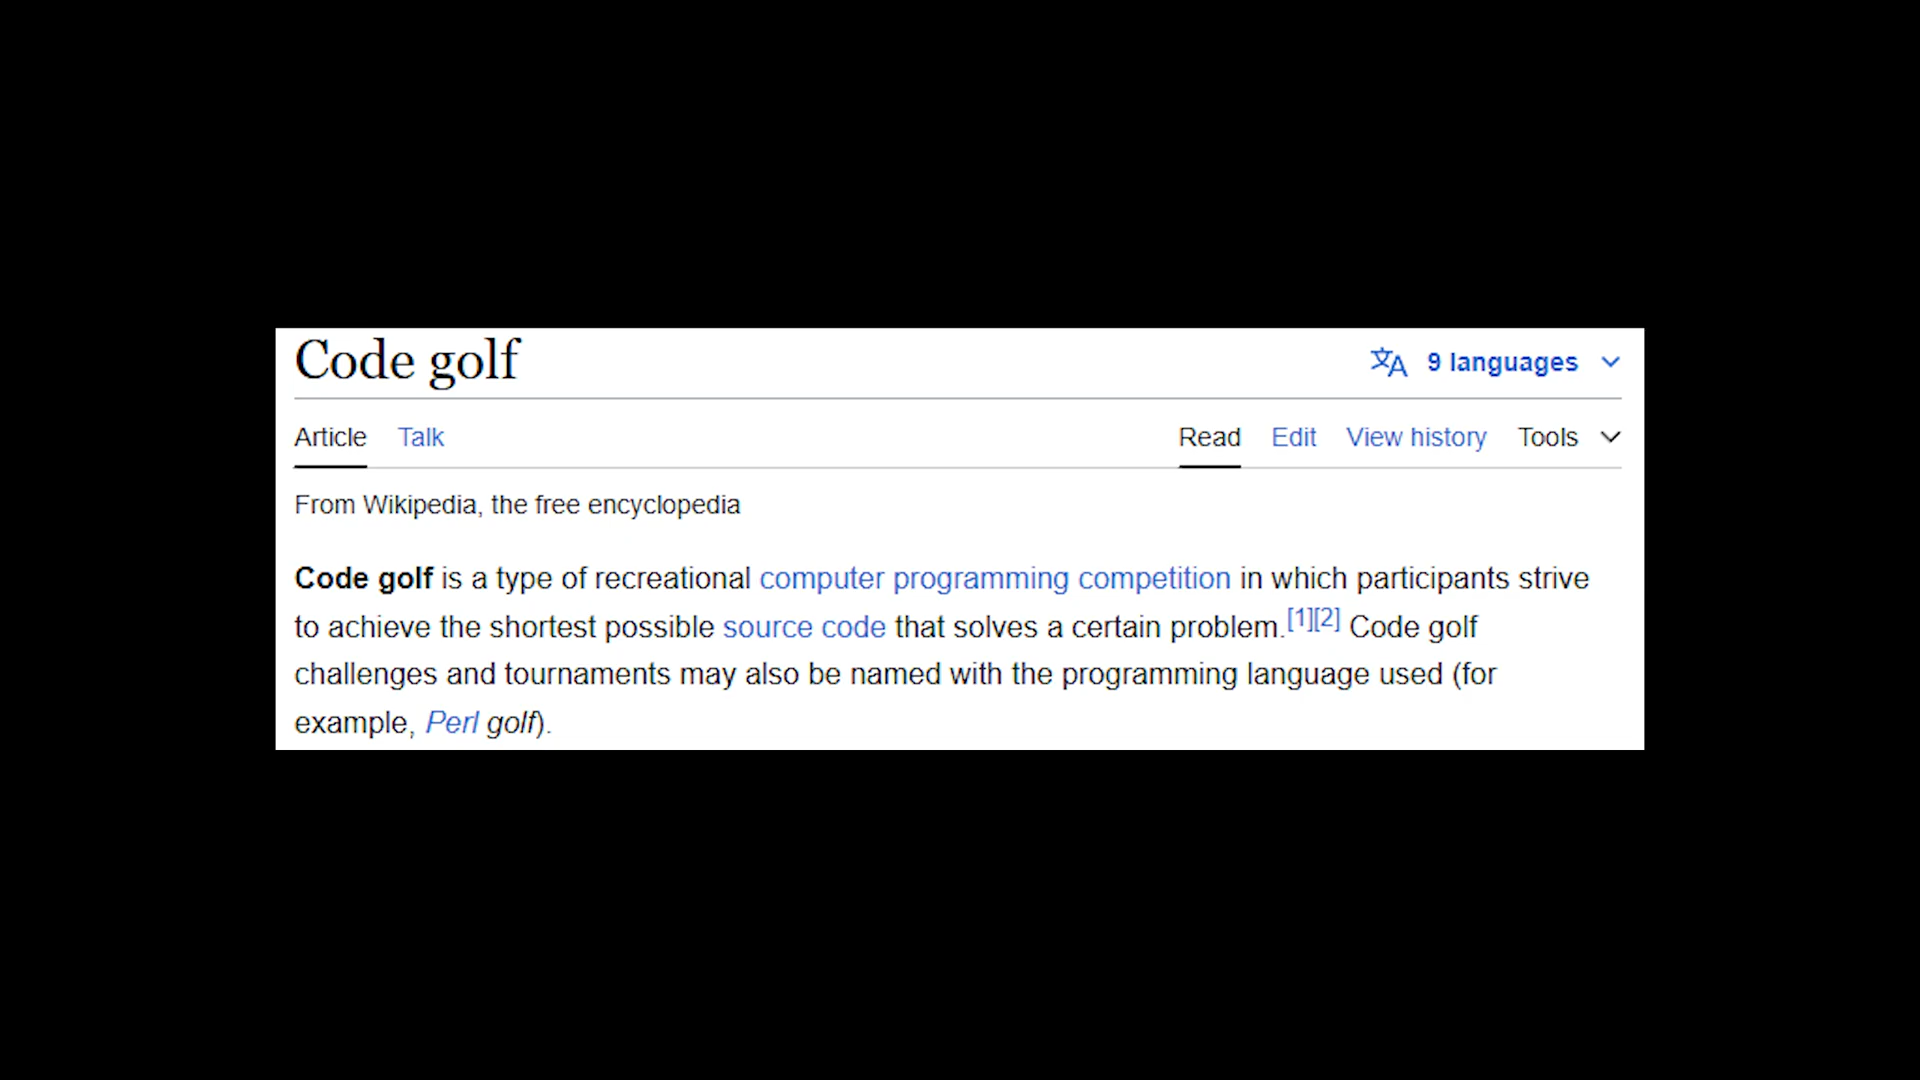 Code golf
9 languages
Article Talk Read Edit View history Tools
From Wikipedia, the free encyclopedia
Code golf is a type of recreational computer programming competition in which participants strive
to achieve the shortest possible source code that solves a certain problem.[1][2] Code golf
challenges and tournaments may also be named with the programming language used (for
example, Perl golf).